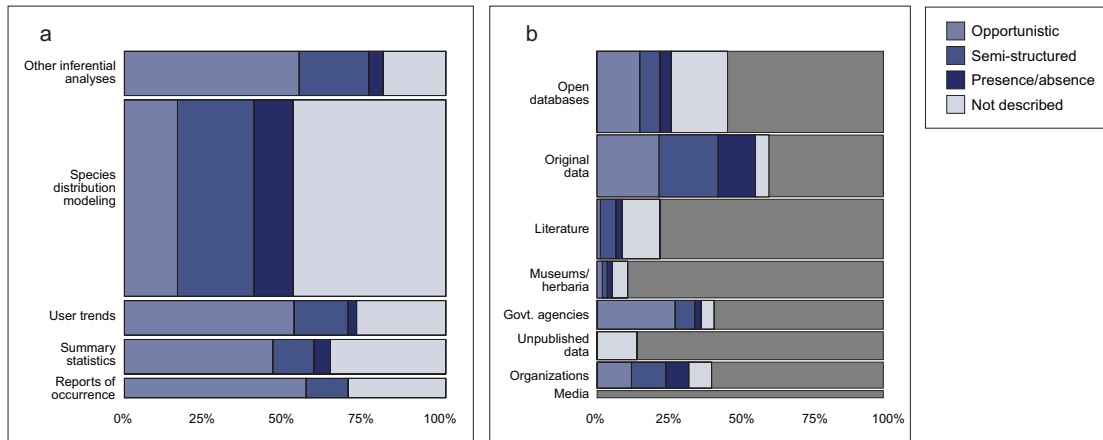 a
Other inferential
analyses
Species
distribution
modeling
User trends
Summary
statistics
Reports of
occurrence
0% 25% 50% 75% 100%
b
Open
databases
Original
data
Literature
Museums/
herbaria
Govt. agencies
Unpublished
data
Organizations
Media
0% 25% 50% 75% 100%
Opportunistic
Semi-structured
Presence/absence
Not described